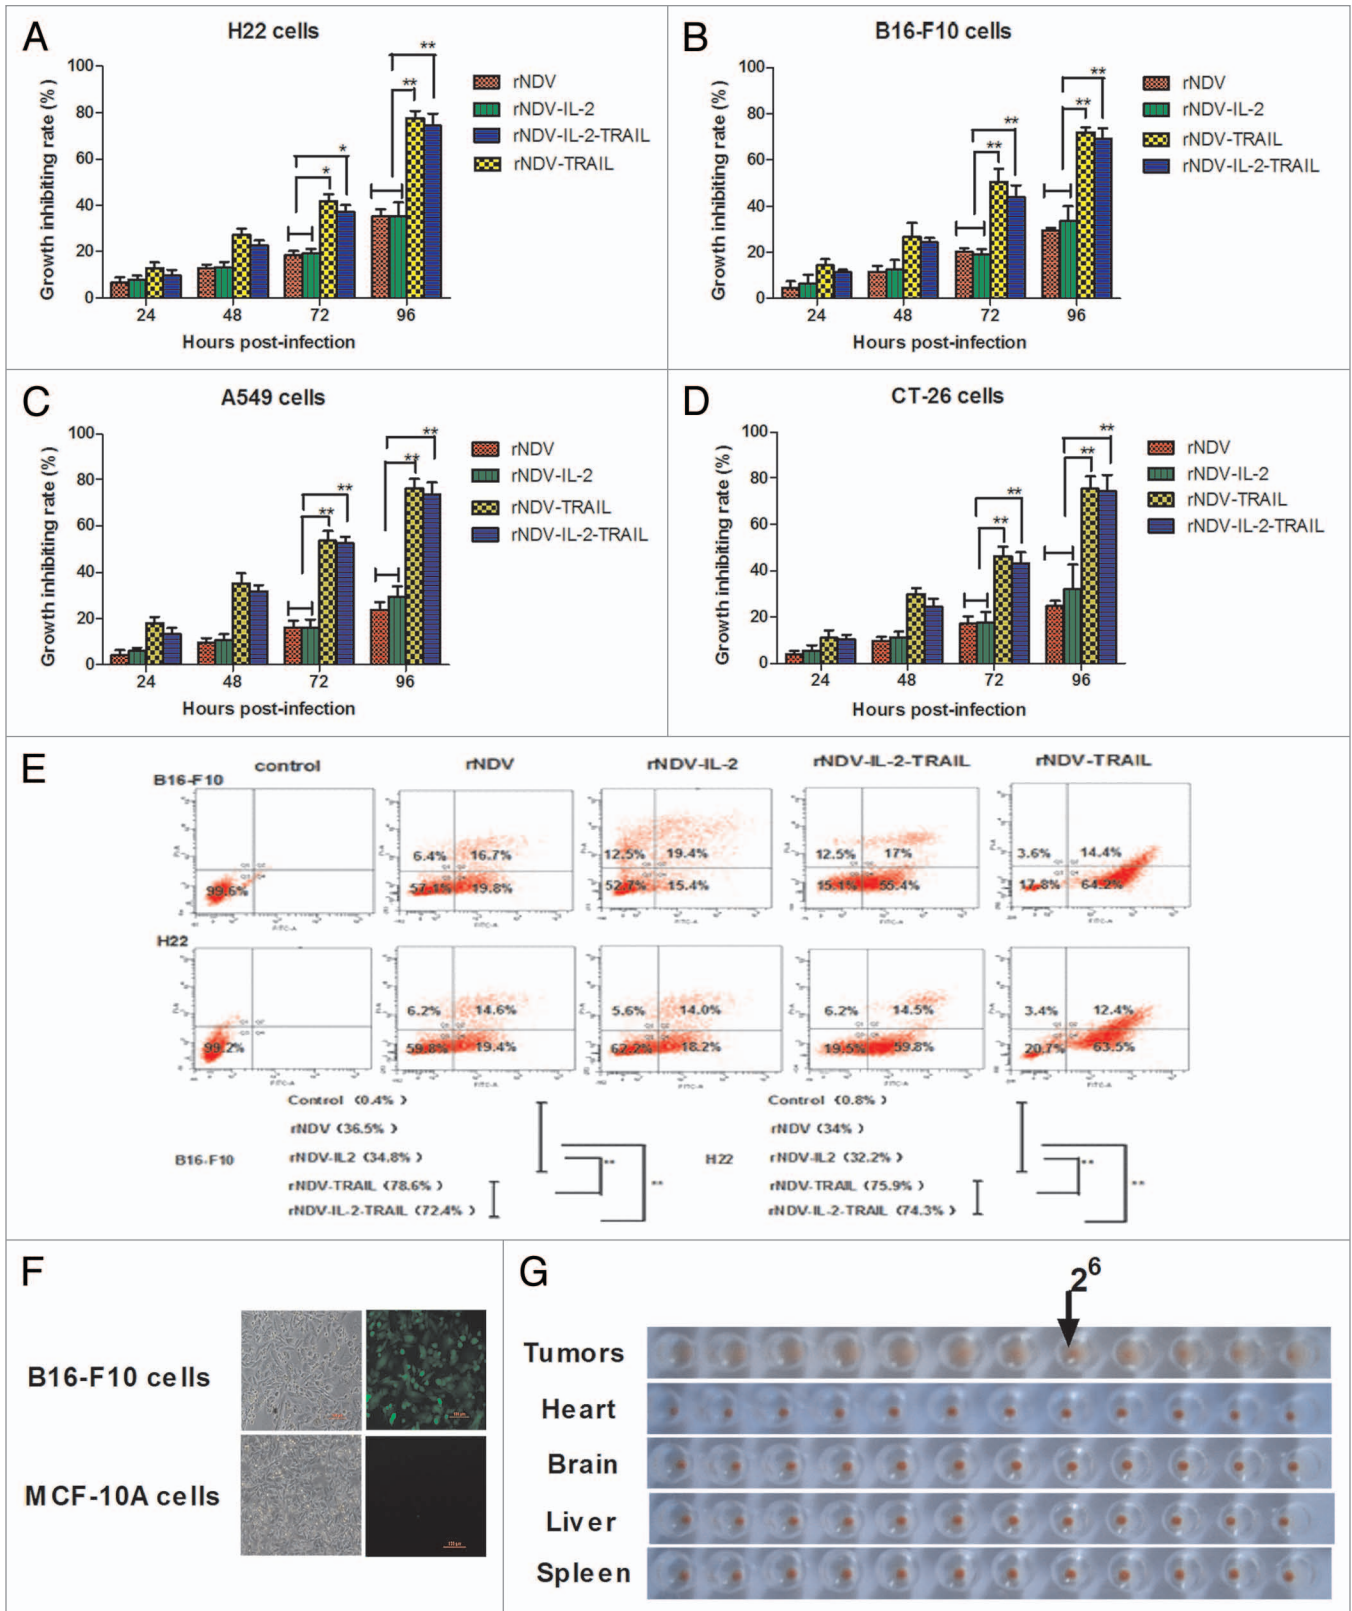 A
H22 cells
Growth inhibiting rate (%)
100
80
60
40
20
0
24 48 72 96
Hours post-infection
* * ** **
rNDV
rNDV-IL-2
rNDV-IL-2-TRAIL
rNDV-TRAIL
B
B16-F10 cells
Growth inhibiting rate (%)
100
80
60
40
20
0
24 48 72 96
Hours post-infection
** ** ** **
rNDV
rNDV-IL-2
rNDV-TRAIL
rNDV-IL-2-TRAIL
C
A549 cells
Growth inhibiting rate (%)
100
80
60
40
20
0
24 48 72 96
Hours post-infection
** ** ** **
rNDV
rNDV-IL-2
rNDV-TRAIL
rNDV-IL-2-TRAIL
D
CT-26 cells
Growth inhibiting rate (%)
100
80
60
40
20
0
24 48 72 96
Hours post-infection
** ** ** **
rNDV
rNDV-IL-2
rNDV-TRAIL
rNDV-IL-2-TRAIL
E
control rNDV rNDV-IL-2 rNDV-IL-2-TRAIL rNDV-TRAIL
B16-F10
6.4% 16.7% 12.5% 19.4% 12.5% 17% 3.6% 14.4%
99.6% 57.1% 19.8% 52.7% 15.4% 15.1% 55.4% 17.8% 64.2%
FITC-A FITC-A FITC-A FITC-A FITC-A
H22
6.2% 14.6% 5.6% 14.0% 6.2% 14.5% 3.4% 12.4%
99.2% 59.8% 19.4% 62.2% 18.2% 19.5% 59.8% 20.7% 63.5%
FITC-A FITC-A FITC-A FITC-A FITC-A
B16-F10
Control (0.4%)
rNDV (36.5%)
rNDV-IL2 (34.8%)
rNDV-TRAIL (78.6%)
rNDV-IL-2-TRAIL (72.4%)
** **
H22
Control (0.8%)
rNDV (34%)
rNDV-IL2 (32.2%)
rNDV-TRAIL (75.9%)
rNDV-IL-2-TRAIL (74.3%)
** **
F
B16-F10 cells
MCF-10A cells
G
2⁶
Tumors
Heart
Brain
Liver
Spleen